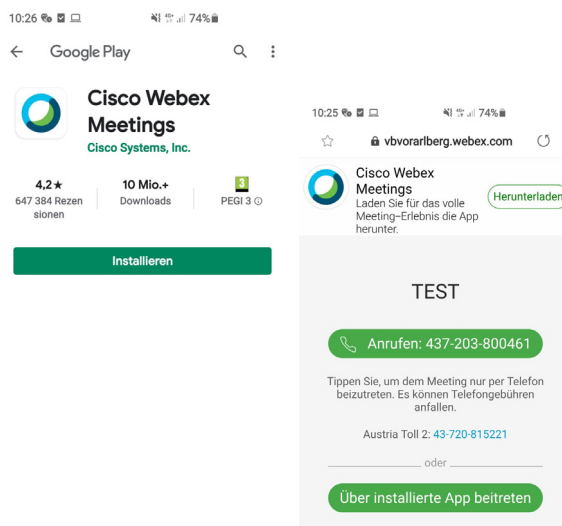 10:26 4G+ 74%
Google Play
Cisco Webex
Meetings
Cisco Systems, Inc.
4,2★
647 384 Rezen
sionen
10 Mio.+
Downloads
3
PEGI 3
Installieren
10:25 74%
vbvorarlberg.webex.com
Cisco Webex
Meetings
Laden Sie für das volle
Meeting-Erlebnis die App
herunter.
Herunterladen
TEST
Anrufen: 437-203-800461
Tippen Sie, um dem Meeting nur per Telefon
beizutreten. Es können Telefongebühren
anfallen.
Austria Toll 2: 43-720-815221
oder
Über installierte App beitreten